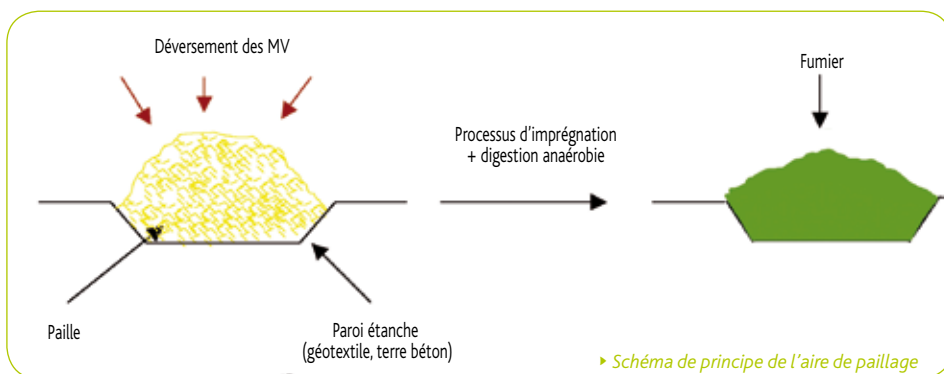 Déversement des MV
Fumier
Processus d'imprégnation
+ digestion anaérobie
Paille
Paroi étanche
(géotextile, terre béton)
▸ Schéma de principe de l'aire de paillage